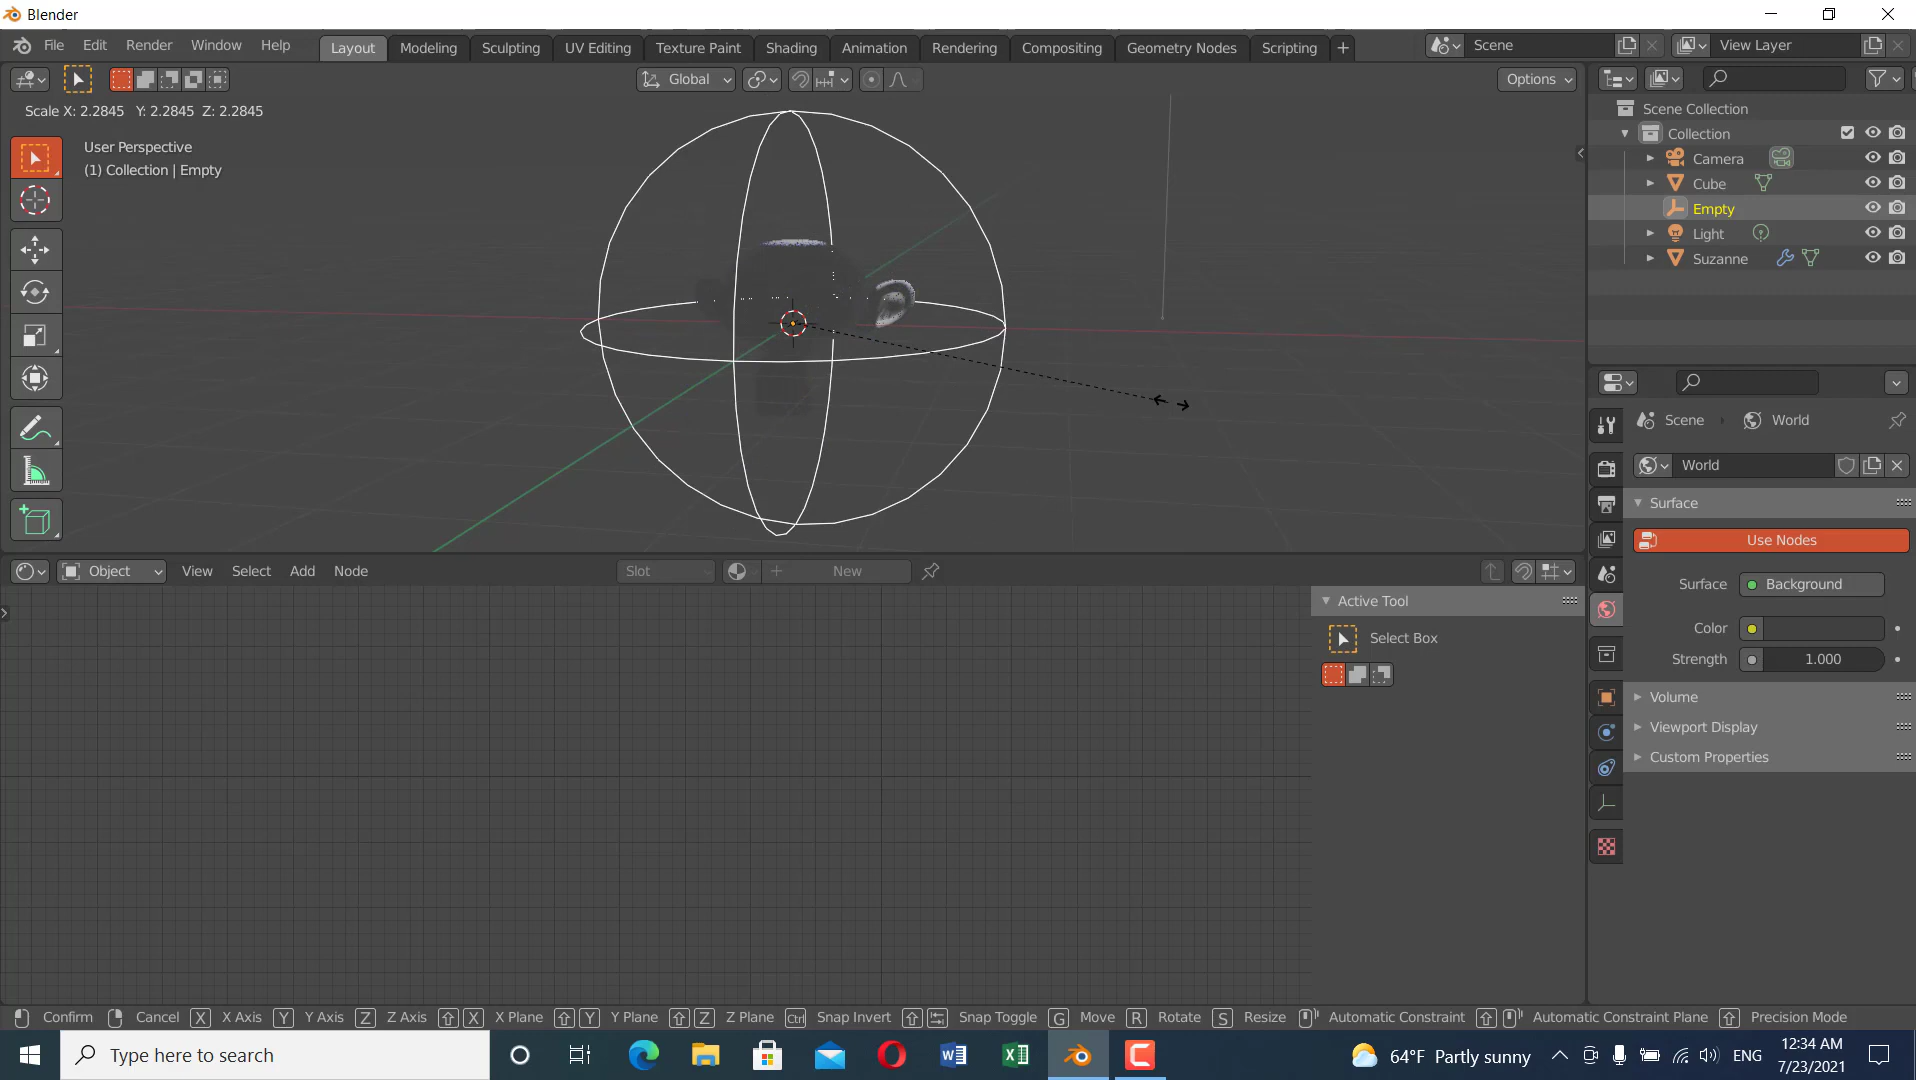 Blender
File Edit Render Window Help
Layout Modeling Sculpting UV Editing Texture Paint Shading Animation Rendering Compositing Geometry Nodes Scripting +
Scene
View Layer
Global
Options
Scale X: 2.2845 Y: 2.2845 Z: 2.2845
User Perspective
(1) Collection | Empty
Scene Collection
Collection
Camera
Cube
Empty
Light
Suzanne
Scene
World
World
Surface
Use Nodes
Surface
Background
Color
Strength
1.000
Volume
Viewport Display
Custom Properties
Object
View Select Add Node
Slot
New
Active Tool
Select Box
Confirm Cancel X X Axis Y Y Axis Z Z Axis X X Plane Y Y Plane Z Z Plane Ctrl Snap Invert Snap Toggle G Move R Rotate S Resize Automatic Constraint Automatic Constraint Plane Precision Mode
Type here to search
64°F Partly sunny
ENG
12:34 AM
7/23/2021